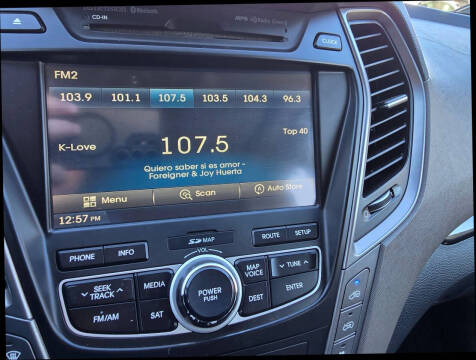 CD-IN
CLOCK
FM2
103.9 101.1 107.5 103.5 104.3 96.3
Top 40
K-Love 107.5
Quiero saber si es amor -
Foreigner & Joy Huerta
Menu Scan Auto Store
12:57 PM
SD MAP
ROUTE SETUP
PHONE INFO
VOL
SEEK TRACK MEDIA POWER PUSH MAP VOICE TUNE
FM/AM SAT DEST ENTER